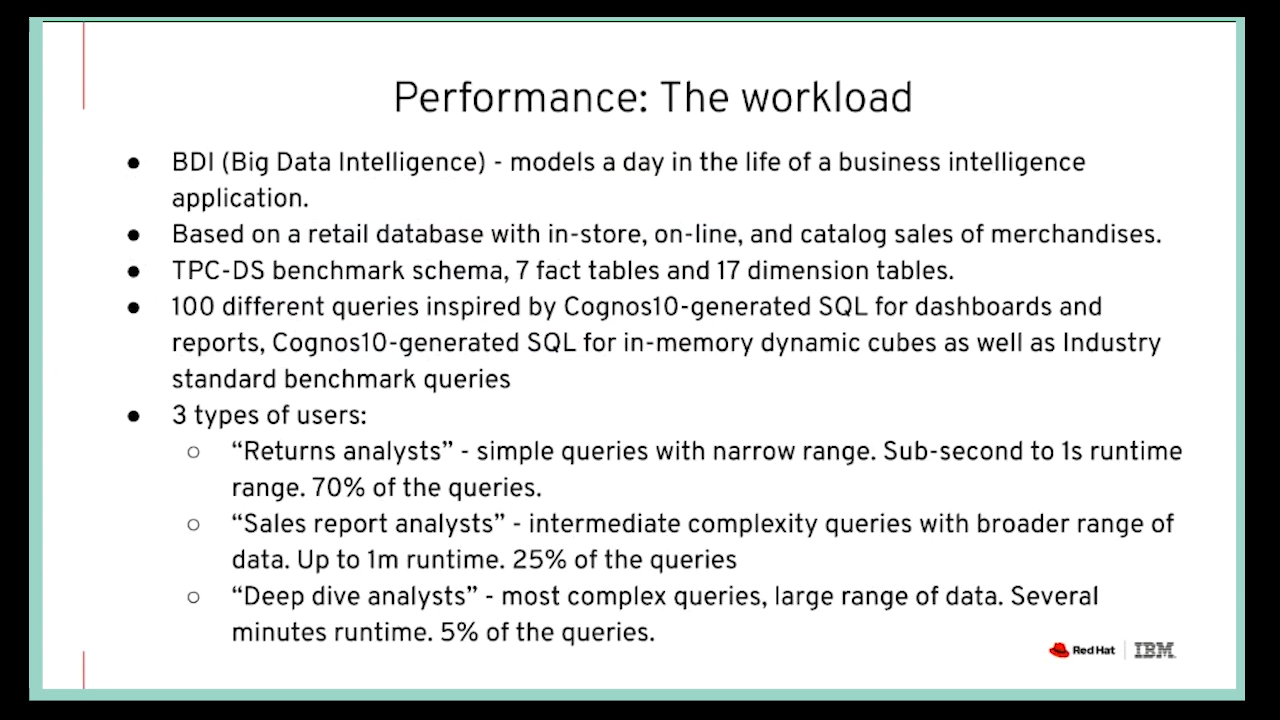 Performance: The workload
● BDI (Big Data Intelligence) - models a day in the life of a business intelligence
application.
● Based on a retail database with in-store, on-line, and catalog sales of merchandises.
● TPC-DS benchmark schema, 7 fact tables and 17 dimension tables.
● 100 different queries inspired by Cognos10-generated SQL for dashboards and
reports, Cognos10-generated SQL for in-memory dynamic cubes as well as Industry
standard benchmark queries
● 3 types of users:
○ “Returns analysts” - simple queries with narrow range. Sub-second to 1s runtime
range. 70% of the queries.
○ “Sales report analysts” - intermediate complexity queries with broader range of
data. Up to 1m runtime. 25% of the queries
○ “Deep dive analysts” - most complex queries, large range of data. Several
minutes runtime. 5% of the queries.
Red Hat | IBM